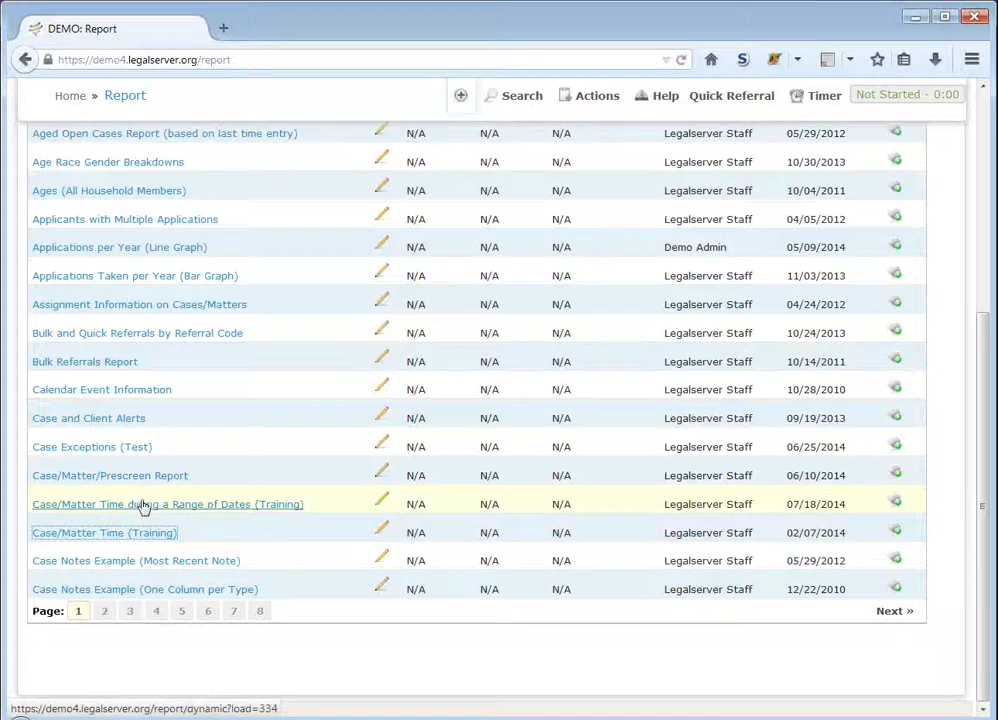 DEMO: Report
https://demo4.legalserver.org/report
Home » Report Search Actions Help Quick Referral Timer Not Started - 0:00
Aged Open Cases Report (based on last time entry) N/A N/A N/A Legalserver Staff 05/29/2012
Age Race Gender Breakdowns N/A N/A N/A Legalserver Staff 10/30/2013
Ages (All Household Members) N/A N/A N/A Legalserver Staff 10/04/2011
Applicants with Multiple Applications N/A N/A N/A Legalserver Staff 04/05/2012
Applications per Year (Line Graph) N/A N/A N/A Demo Admin 05/09/2014
Applications Taken per Year (Bar Graph) N/A N/A N/A Legalserver Staff 11/03/2013
Assignment Information on Cases/Matters N/A N/A N/A Legalserver Staff 04/24/2012
Bulk and Quick Referrals by Referral Code N/A N/A N/A Legalserver Staff 10/24/2013
Bulk Referrals Report N/A N/A N/A Legalserver Staff 10/14/2011
Calendar Event Information N/A N/A N/A Legalserver Staff 10/28/2010
Case and Client Alerts N/A N/A N/A Legalserver Staff 09/19/2013
Case Exceptions (Test) N/A N/A N/A Legalserver Staff 06/25/2014
Case/Matter/Prescreen Report N/A N/A N/A Legalserver Staff 06/10/2014
Case/Matter Time during a Range of Dates (Training) N/A N/A N/A Legalserver Staff 07/18/2014
Case/Matter Time (Training) N/A N/A N/A Legalserver Staff 02/07/2014
Case Notes Example (Most Recent Note) N/A N/A N/A Legalserver Staff 05/29/2012
Case Notes Example (One Column per Type) N/A N/A N/A Legalserver Staff 12/22/2010
Page: 1 2 3 4 5 6 7 8 Next »
https://demo4.legalserver.org/report/dynamic?load=334